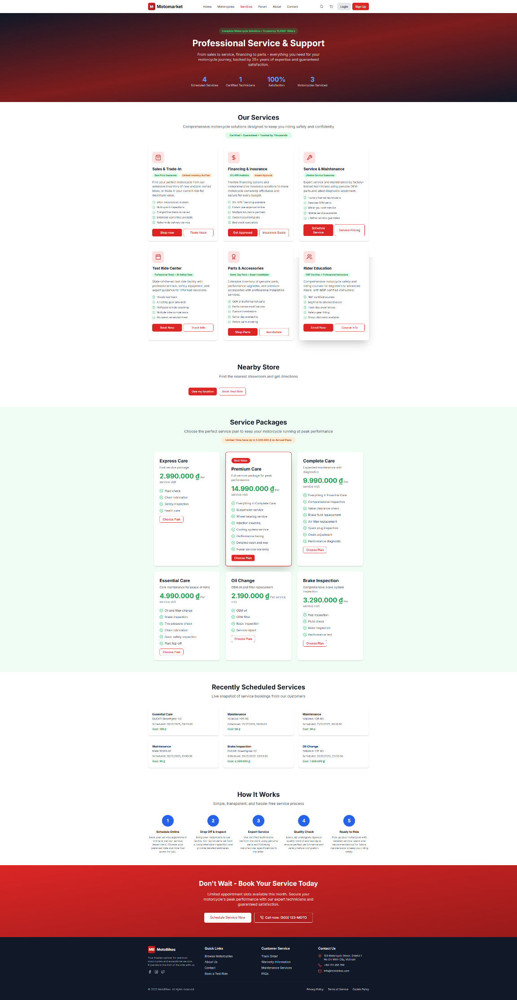 M Motomarket
Home Motorcycles Services Forum About Contact
Login Sign Up
Complete Motorcycle Solutions • Trusted by 15,000+ Riders
Professional Service & Support
From sales to service, financing to parts - everything you need for your
motorcycle journey, backed by 25+ years of expertise and guaranteed
satisfaction.
4 1 100% 3
Scheduled Services Certified Technicians Satisfaction Motorcycles Serviced
Our Services
Comprehensive motorcycle solutions designed to keep you riding safely and confidently
Certified • Guaranteed • Trusted by Thousands
Sales & Trade-In
Best Price Guarantee Limited Inventory Act Fast
Find your perfect motorcycle from our
extensive inventory of new and pre-owned
bikes, or trade in your current ride for
maximum value.
500+ motorcycles in stock
Multi-point inspections
Competitive trade-in values
Extended warranties available
Nationwide delivery service
Shop now Trade Value
Financing & Insurance
0% APR Available Instant Approval
Flexible financing options and
comprehensive insurance solutions to make
motorcycle ownership affordable and
secure for every budget.
0% APR financing available
Instant pre-approval online
Multiple insurance partners
Custom payment plans
Bad credit specialists
Get Approved Insurance Quote
Service & Maintenance
Lifetime Service Guarantee
Expert service and maintenance by factory-
trained technicians using genuine OEM
parts and latest diagnostic equipment.
Factory-trained technicians
Genuine OEM parts
While-you-wait service
Mobile service available
Lifetime service guarantee
Schedule
Service
Service Pricing
Test Ride Center
Professional Track + All Safety Gear
State-of-the-art test ride facility with
professional track, safety equipment, and
expert guidance for informed decisions.
Private test track
All safety gear provided
Professional ride coaching
Multiple bike comparisons
No-pressure environment
Book Now Track Info
Parts & Accessories
Same-Day Parts + Expert Installation
Extensive inventory of genuine parts,
performance upgrades, and premium
accessories with professional installation
services.
OEM and aftermarket parts
Performance modifications
Custom installations
Same-day availability
Online parts ordering
Shop Parts Installation
Rider Education
MSF Certified + Professional Instructors
Comprehensive motorcycle safety and
riding courses for beginners to advanced
riders, with MSF certified instructors.
MSF certified courses
Beginner to advanced levels
Track day experiences
Safety gear fitting
Group discounts available
Enroll Now Course Info
Nearby Store
Find the nearest showroom and get directions
Use my location Book Test Ride
Service Packages
Choose the perfect service plan to keep your motorcycle running at peak performance
Limited Time Save Up to 5.000.000 ₫ on Annual Plans
Express Care
Fast service package
2.990.000 ₫ Per
service visit
Fluid check
Chain lubrication
Safety inspection
health care
Choose Plan
Best Value
Premium Care
Full service package for peak
performance
14.990.000 ₫ Per
service visit
Everything in Complete Care
Suspension service
Wheel bearing service
Injection cleaning
Cooling system service
Performance tuning
Detailed wash and wax
1-year service warranty
Choose Plan
Complete Care
Expanded maintenance with
diagnostics
9.990.000 ₫ Per
service visit
Everything in Essential Care
Comprehensive inspection
Valve clearance check
Brake fluid replacement
Air filter replacement
Spark plug inspection
Chain adjustment
Performance diagnostic
Choose Plan
Essential Care
Core maintenance for peace of mind
4.990.000 ₫ Per
service visit
Oil and filter change
Brake inspection
Tire pressure check
Chain lubrication
Basic safety inspection
Fluid top-off
Choose Plan
Oil Change
OEM oil and filter replacement
2.190.000 ₫ Per service
visit
OEM oil
OEM filter
Basic inspection
Service report
Choose Plan
Brake Inspection
Comprehensive brake system
inspection
3.290.000 ₫ Per
service visit
Pad inspection
Fluid check
Rotor inspection
Performance test
Choose Plan
Recently Scheduled Services
Live snapshot of service bookings from our customers
Essential Care
DUCATI Streetfighter V2
Scheduled: 20/12/2025, 09:24:00
Cost: 199 ₫
Maintenance
YAMAHA YZF-R3
Scheduled: 21/12/2025, 09:19:04
Cost: 99 ₫
Maintenance
YAMAHA YZF-R3
Scheduled: 21/12/2025, 09:16:56
Cost: 99 ₫
Maintenance
BMW R1300 GS
Scheduled: 26/12/2025, 10:00:00
Cost: 99 ₫
Brake Inspection
DUCATI Streetfighter V2
Scheduled: 29/12/2025, 23:03:36
Cost: 2.500.000 ₫
Oil Change
YAMAHA YZF-R3
Scheduled: 26/12/2025, 23:03:36
Cost: 1.500.000 ₫
How It Works
Simple, transparent, and hassle-free service process
1
Schedule Online
Book your service appointment
online or call our service
department. Choose your
preferred date and time that
works for you.
2
Drop Off & Inspect
Bring your motorcycle to our
facility. Our technicians perform
a comprehensive inspection and
provide detailed estimates.
3
Expert Service
Our certified technicians
perform the work using genuine
parts and following
manufacturer specifications to
the letter.
4
Quality Check
Every job undergoes rigorous
quality control and testing to
ensure perfect performance and
safety before completion.
5
Ready to Ride
Pick up your motorcycle with
detailed service report and
recommendations for future
maintenance to keep you riding
safely.
Don't Wait - Book Your Service Today
Limited appointment slots available this month. Secure your
motorcycle's peak performance with our expert technicians and
guaranteed satisfaction.
Schedule Service Now Call now: (500) 123-MOTO
MB MotoBikes
Your trusted partner for premium
motorcycles and exceptional service.
Experience the thrill of the ride with us.
Quick Links
Browse Motorcycles
About Us
Contact
Book a Test Ride
Customer Service
Track Order
Warranty Information
Maintenance Services
FAQs
Contact Us
123 Motorcycle Street, District 1
Ho Chi Minh City, Vietnam
+84 123 456 789
info@motobikes.com
© 2025 MotoBikes. All rights reserved.
Privacy Policy Terms of Service Cookie Policy